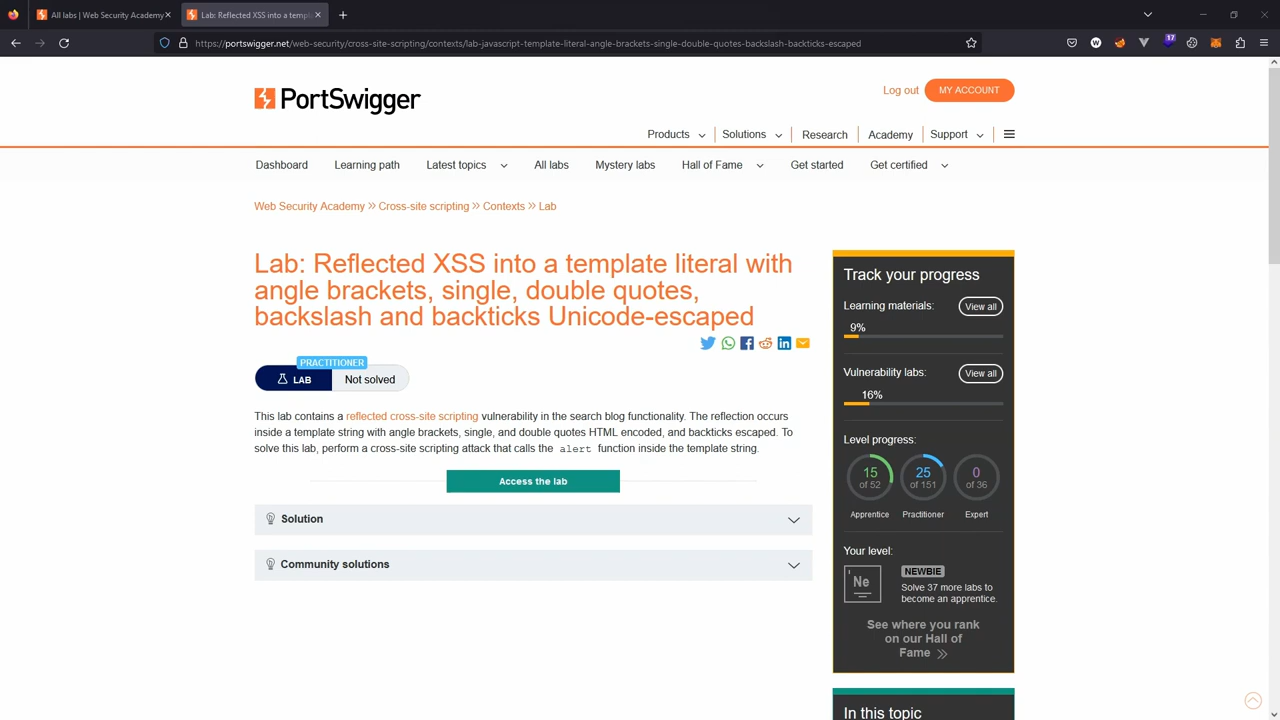 All labs | Web Security Academy
Lab: Reflected XSS into a templ
17
https://portswigger.net/web-security/cross-site-scripting/contexts/lab-javascript-template-literal-angle-brackets-single-double-quotes-backslash-backticks-escaped
PortSwigger
Log out
MY ACCOUNT
Products
Solutions
Research
Academy
Support
Dashboard
Learning path
Latest topics
All labs
Mystery labs
Hall of Fame
Get started
Get certified
Web Security Academy » Cross-site scripting » Contexts » Lab
Lab: Reflected XSS into a template literal with
angle brackets, single, double quotes,
backslash and backticks Unicode-escaped
PRACTITIONER
LAB
Not solved
This lab contains a reflected cross-site scripting vulnerability in the search blog functionality. The reflection occurs
inside a template string with angle brackets, single, and double quotes HTML encoded, and backticks escaped. To
solve this lab, perform a cross-site scripting attack that calls the alert function inside the template string.
Access the lab
Solution
Community solutions
Track your progress
Learning materials:
View all
9%
Vulnerability labs:
View all
16%
Level progress:
15
of 52
25
of 151
0
of 36
Apprentice
Practitioner
Expert
Your level:
Ne
NEWBIE
Solve 37 more labs to
become an apprentice.
See where you rank
on our Hall of
Fame »
In this topic